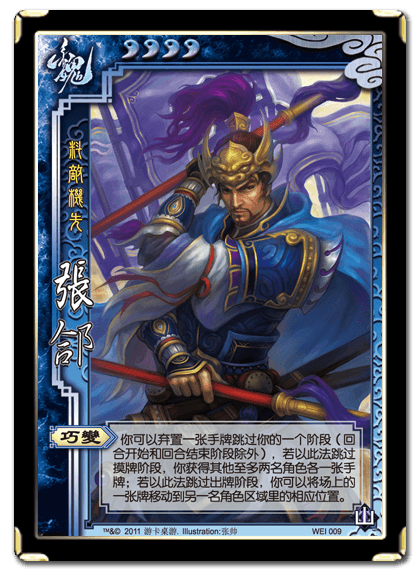 魏
料敵機先
張郃
巧變
你可以弃置一张手牌跳过你的一个阶段（回
合开始和回合结束阶段除外），若以此法跳过
摸牌阶段，你获得其他至多两名角色各一张手
牌；若以此法跳过出牌阶段，你可以将场上的
一张牌移动到另一名角色区域里的相应位置。
™&© 2011 游卡桌游. Illustration:张帅
WEI 009